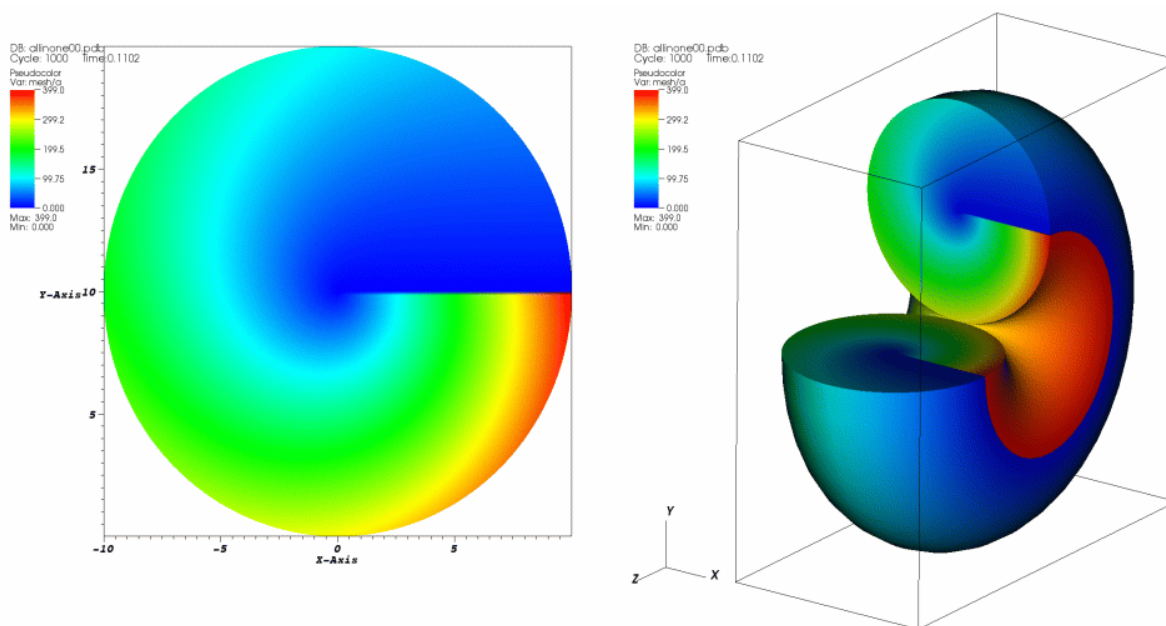 DB: allinone00.pdb
Cycle: 1000 Time:0.1102
Pseudocolor
Var: mesh/a
399.0
299.2
199.5
99.75
0.000
Max: 399.0
Min: 0.000
15
Y-Axis 10
5
-10 -5 0 5
X-Axis
DB: allinone00.pdb
Cycle: 1000 Time:0.1102
Pseudocolor
Var: mesh/a
399.0
299.2
199.5
99.75
0.000
Max: 399.0
Min: 0.000
Y
Z X